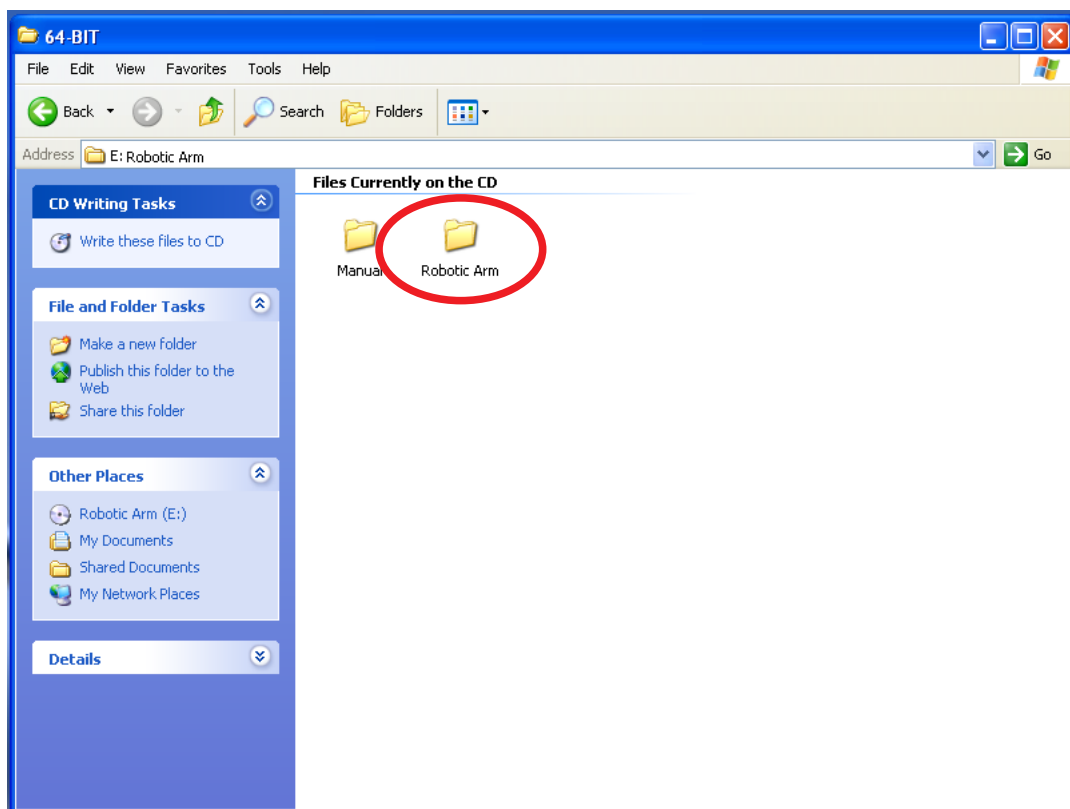 64-BIT
File Edit View Favorites Tools Help
Back Search Folders
Address E: Robotic Arm Go
Files Currently on the CD
CD Writing Tasks
Write these files to CD
Manual Robotic Arm
File and Folder Tasks
Make a new folder
Publish this folder to the
Web
Share this folder
Other Places
Robotic Arm (E:)
My Documents
Shared Documents
My Network Places
Details